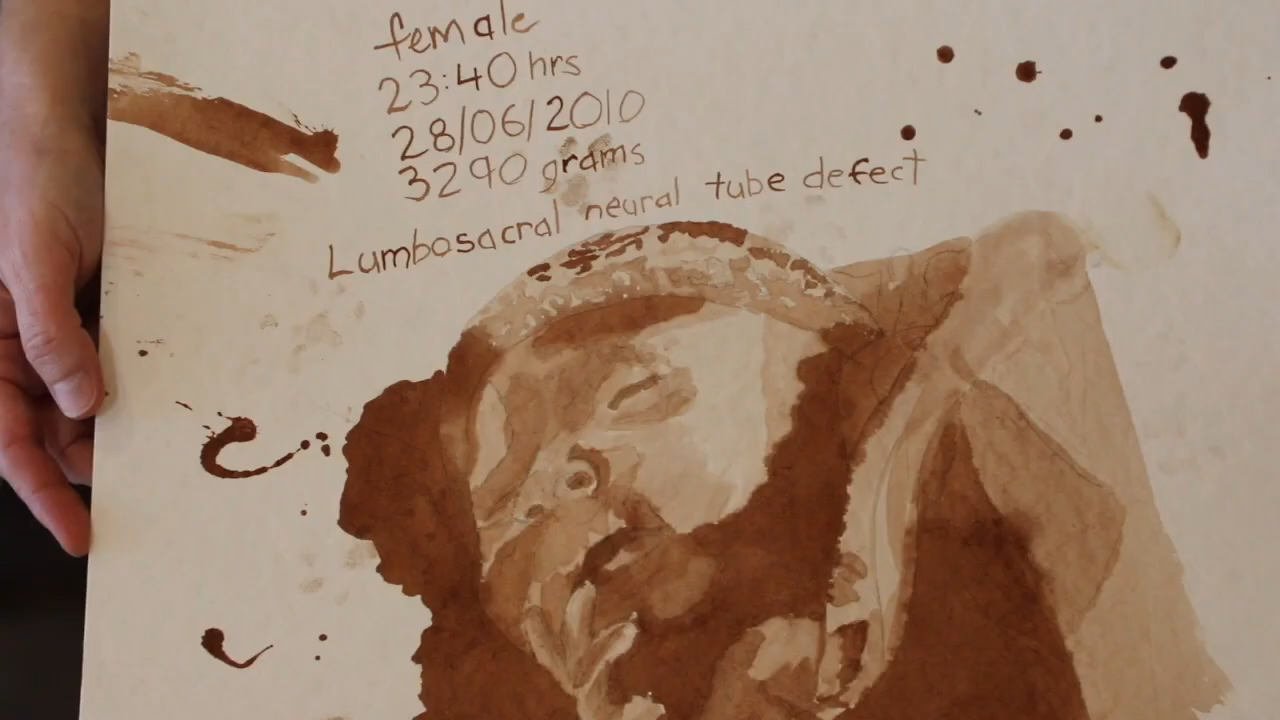 female
23:40 hrs
28/06/2010
3290 grams
Lumbosacral neural tube defect